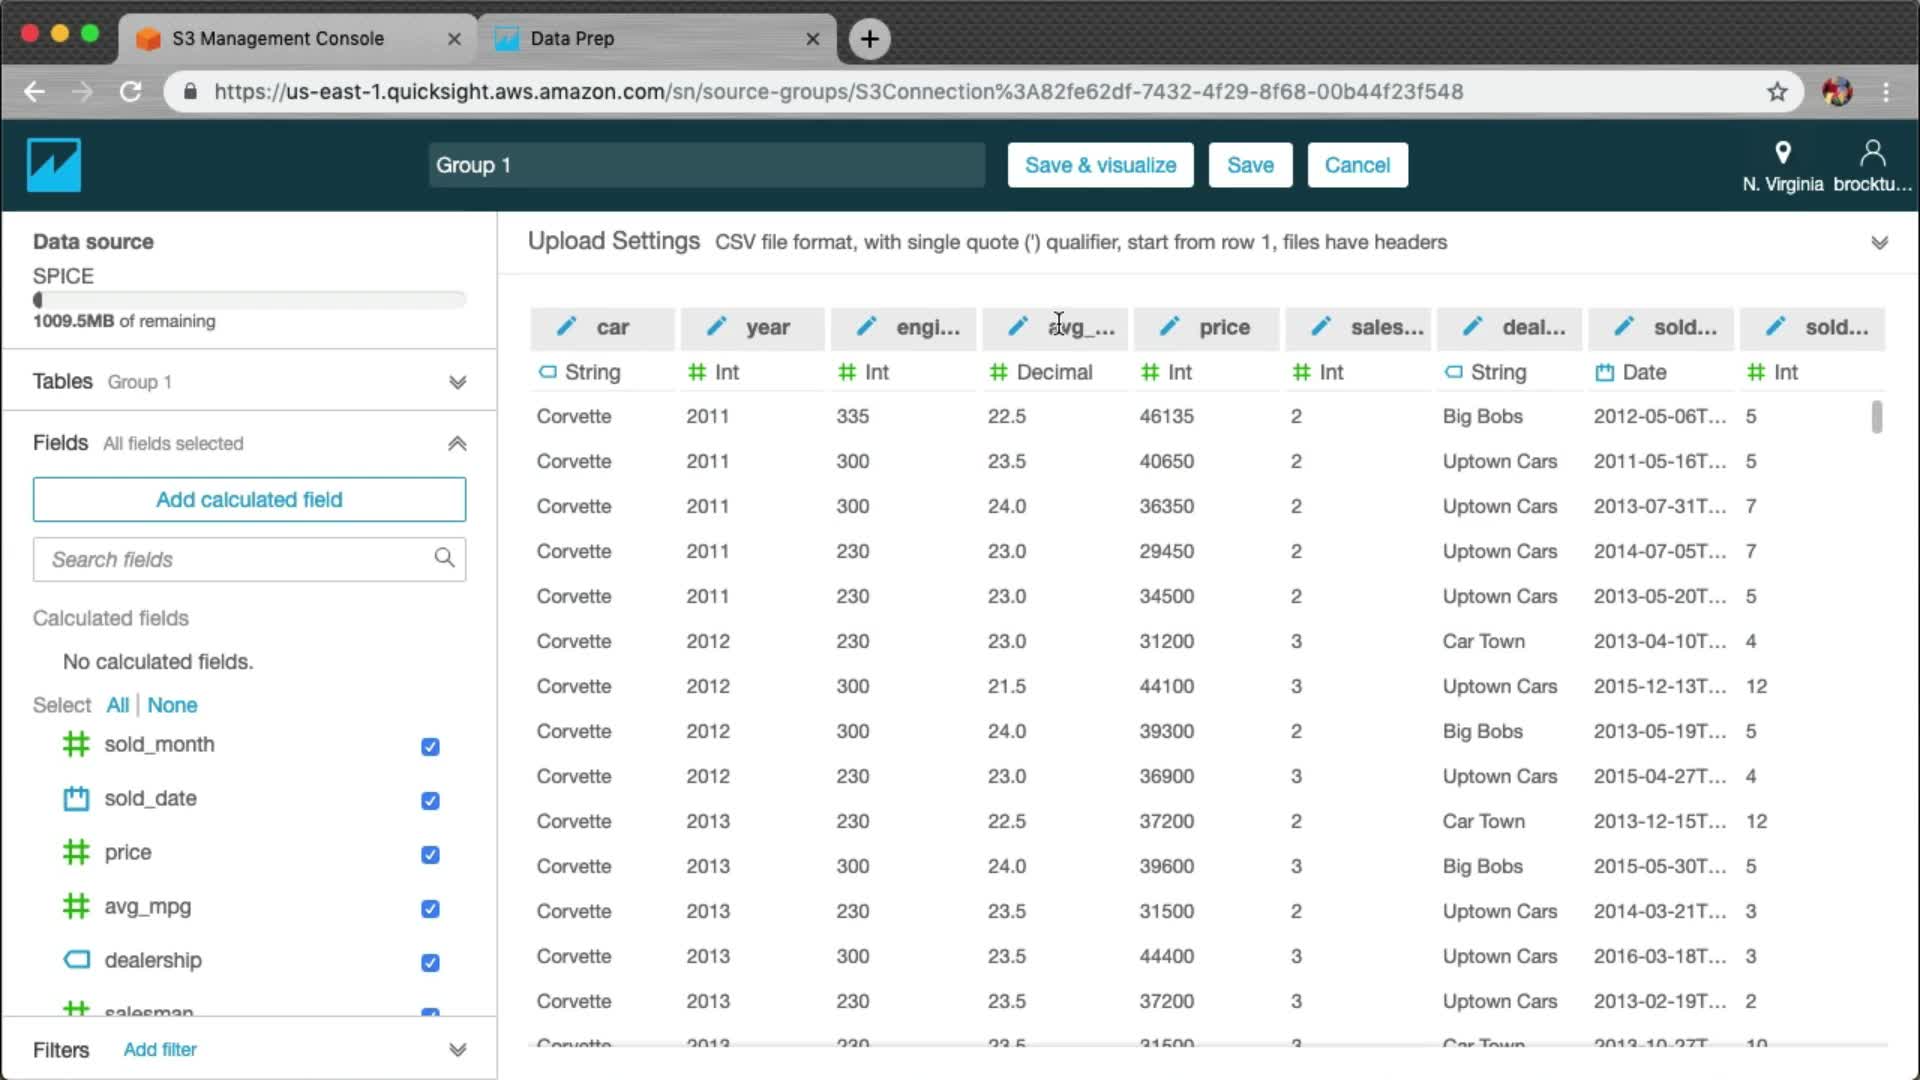 S3 Management Console
Data Prep
https://us-east-1.quicksight.aws.amazon.com/sn/source-groups/S3Connection%3A82fe62df-7432-4f29-8f68-00b44f23f548
Group 1
Save & visualize
Save
Cancel
N. Virginia
brocktu...
Data source
SPICE
1009.5MB of remaining
Tables Group 1
Fields All fields selected
Add calculated field
Search fields
Calculated fields
No calculated fields.
Select All | None
sold_month
sold_date
price
avg_mpg
dealership
salesman
Filters Add filter
Upload Settings CSV file format, with single quote (') qualifier, start from row 1, files have headers
car year engi... avg_... price sales... deal... sold... sold...
String Int Int Decimal Int Int String Date Int
Corvette 2011 335 22.5 46135 2 Big Bobs 2012-05-06T... 5
Corvette 2011 300 23.5 40650 2 Uptown Cars 2011-05-16T... 5
Corvette 2011 300 24.0 36350 2 Uptown Cars 2013-07-31T... 7
Corvette 2011 230 23.0 29450 2 Uptown Cars 2014-07-05T... 7
Corvette 2011 230 23.0 34500 2 Uptown Cars 2013-05-20T... 5
Corvette 2012 230 23.0 31200 3 Car Town 2013-04-10T... 4
Corvette 2012 300 21.5 44100 3 Uptown Cars 2015-12-13T... 12
Corvette 2012 300 24.0 39300 2 Big Bobs 2013-05-19T... 5
Corvette 2012 230 23.0 36900 3 Uptown Cars 2015-04-27T... 4
Corvette 2013 230 22.5 37200 2 Car Town 2013-12-15T... 12
Corvette 2013 300 24.0 39600 3 Big Bobs 2015-05-30T... 5
Corvette 2013 230 23.5 31500 2 Uptown Cars 2014-03-21T... 3
Corvette 2013 300 23.5 44400 3 Uptown Cars 2016-03-18T... 3
Corvette 2013 230 23.5 37200 3 Uptown Cars 2013-02-19T... 2
Corvette 2013 230 23.5 31500 3 Car Town 2013-10-27T... 10